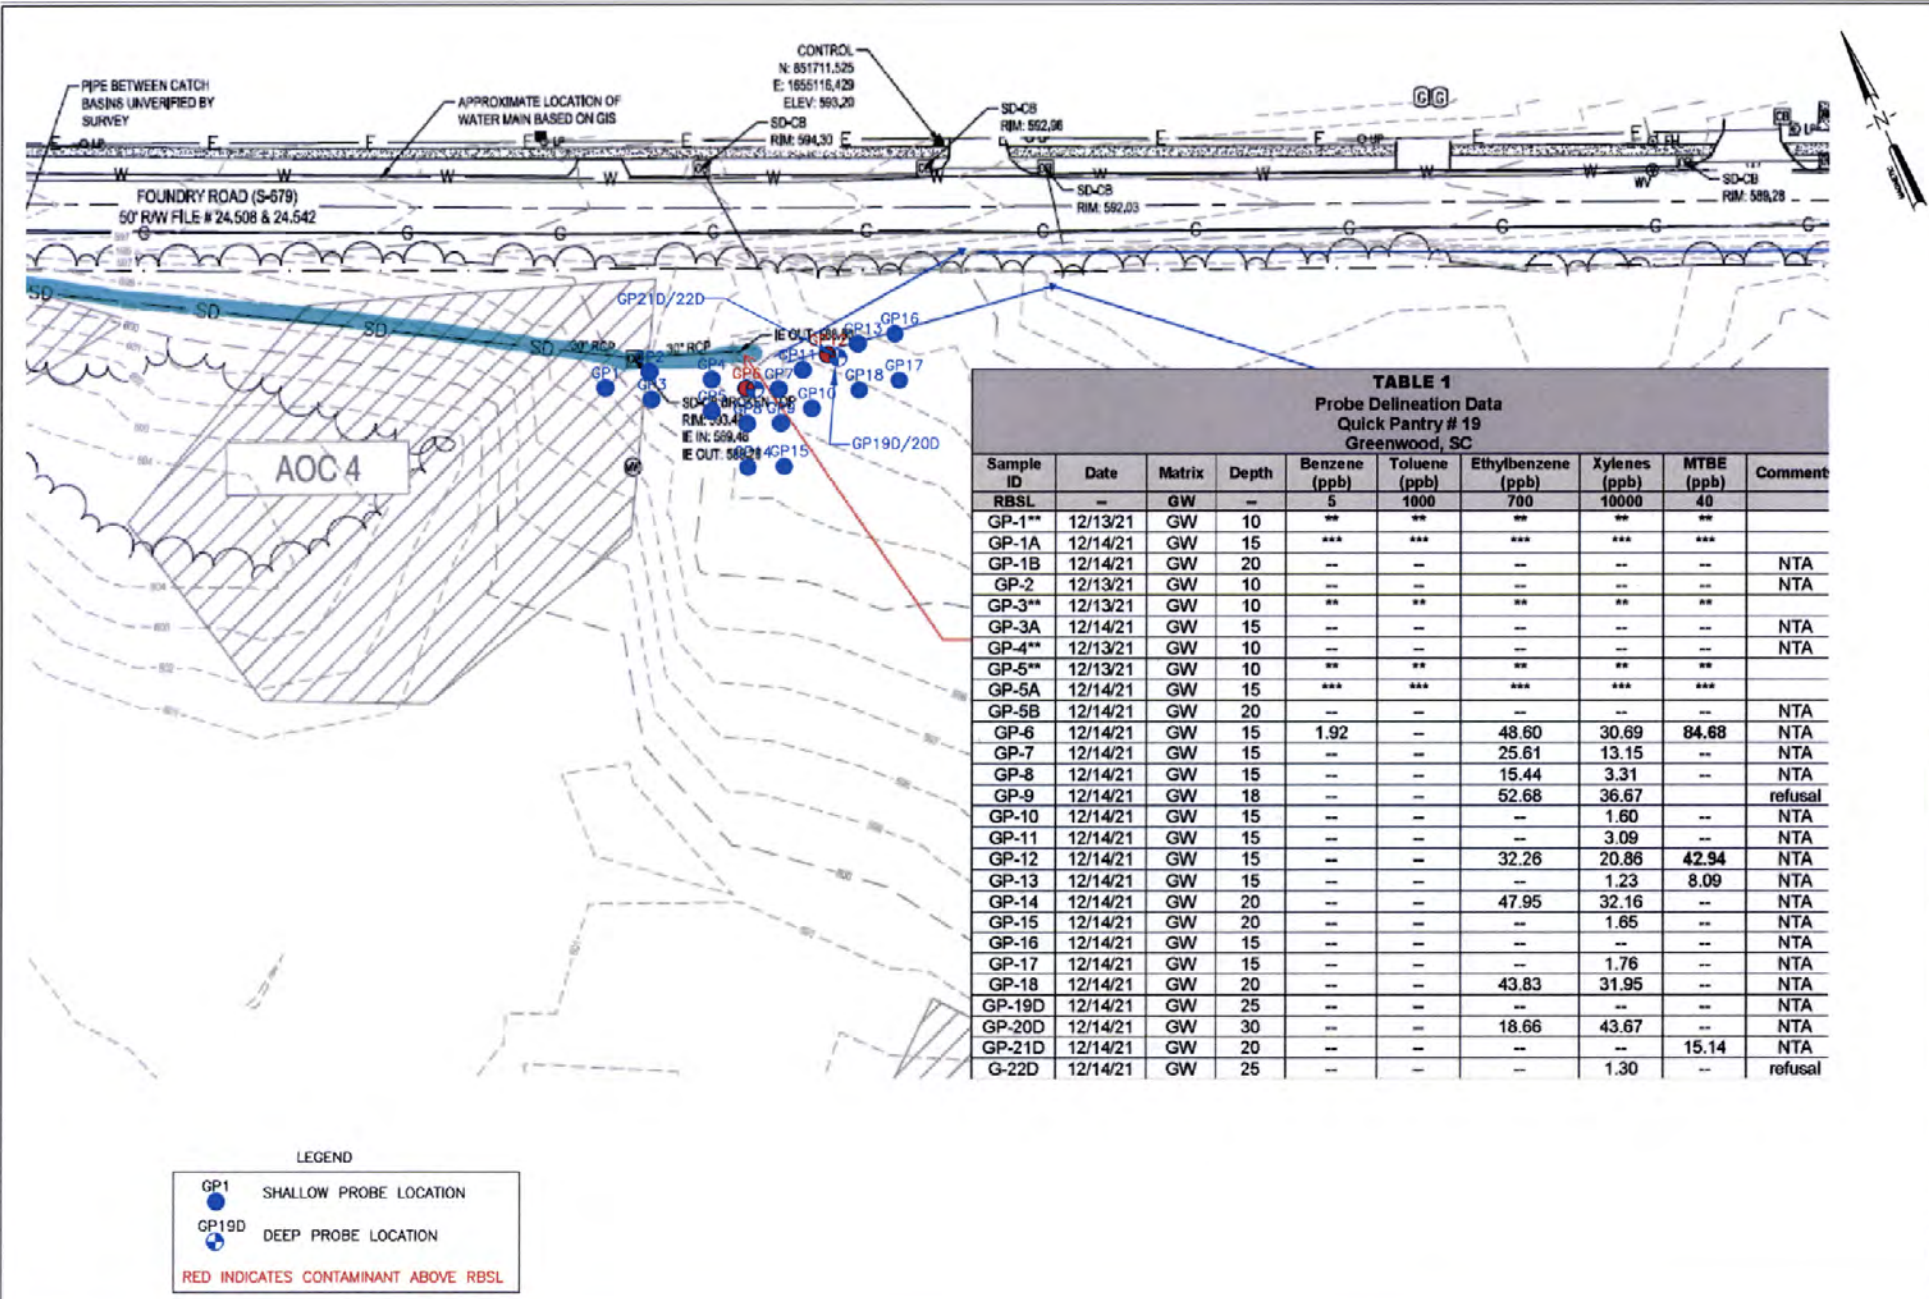 PIPE BETWEEN CATCH
BASINS UNVERIFIED BY
SURVEY
APPROXIMATE LOCATION OF
WATER MAIN BASED ON GIS
CONTROL
N: 851711.525
E: 1655116.429
ELEV: 593.20
SD-CB
RIM: 594.30
SD-CB
RIM: 592.96
SD-CB
RIM: 592.03
SD-CB
RIM: 589.28
FOUNDRY ROAD (S-679)
50' R/W FILE # 24.508 & 24.542
GP21D/22D
GP13
GP16
GP11
GP17
GP18
GP10
GP1
GP2
GP3
GP4
GP5
GP6
GP7
GP8
GP9
GP15
GP19D/20D
30" RCP
30" RCP
SD-CB BROKEN TOP
IE IN: 589.46
AOC 4
TABLE 1
Probe Delineation Data
Quick Pantry # 19
Greenwood, SC
Sample ID Date Matrix Depth Benzene (ppb) Toluene (ppb) Ethylbenzene (ppb) Xylenes (ppb) MTBE (ppb) Comment
RBSL -- GW -- 5 1000 700 10000 40
GP-1** 12/13/21 GW 10 ** ** ** ** **
GP-1A 12/14/21 GW 15 *** *** *** *** ***
GP-1B 12/14/21 GW 20 -- -- -- -- -- NTA
GP-2 12/13/21 GW 10 -- -- -- -- -- NTA
GP-3** 12/13/21 GW 10 ** ** ** ** **
GP-3A 12/14/21 GW 15 -- -- -- -- -- NTA
GP-4** 12/13/21 GW 10 -- -- -- -- -- NTA
GP-5** 12/13/21 GW 10 ** ** ** ** **
GP-5A 12/14/21 GW 15 *** *** *** *** ***
GP-5B 12/14/21 GW 20 -- -- -- -- -- NTA
GP-6 12/14/21 GW 15 1.92 -- 48.60 30.69 84.68 NTA
GP-7 12/14/21 GW 15 -- -- 25.61 13.15 -- NTA
GP-8 12/14/21 GW 15 -- -- 15.44 3.31 -- NTA
GP-9 12/14/21 GW 18 -- -- 52.68 36.67 refusal
GP-10 12/14/21 GW 15 -- -- -- 1.60 -- NTA
GP-11 12/14/21 GW 15 -- -- -- 3.09 -- NTA
GP-12 12/14/21 GW 15 -- -- 32.26 20.86 42.94 NTA
GP-13 12/14/21 GW 15 -- -- -- 1.23 8.09 NTA
GP-14 12/14/21 GW 20 -- -- 47.95 32.16 -- NTA
GP-15 12/14/21 GW 20 -- -- -- 1.65 -- NTA
GP-16 12/14/21 GW 15 -- -- -- -- -- NTA
GP-17 12/14/21 GW 15 -- -- -- 1.76 -- NTA
GP-18 12/14/21 GW 20 -- -- 43.83 31.95 -- NTA
GP-19D 12/14/21 GW 25 -- -- -- -- -- NTA
GP-20D 12/14/21 GW 30 -- -- 18.66 43.67 -- NTA
GP-21D 12/14/21 GW 20 -- -- -- -- 15.14 NTA
G-22D 12/14/21 GW 25 -- -- -- 1.30 -- refusal
LEGEND
GP1 SHALLOW PROBE LOCATION
GP19D DEEP PROBE LOCATION
RED INDICATES CONTAMINANT ABOVE RBSL